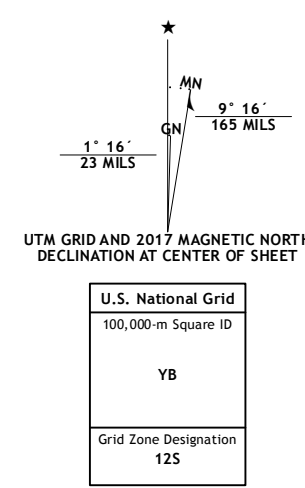 ★
MN
GN
9° 16´
165 MILS
1° 16´
23 MILS
UTM GRID AND 2017 MAGNETIC NORTH
DECLINATION AT CENTER OF SHEET
U.S. National Grid
100,000-m Square ID
YB
Grid Zone Designation
12S